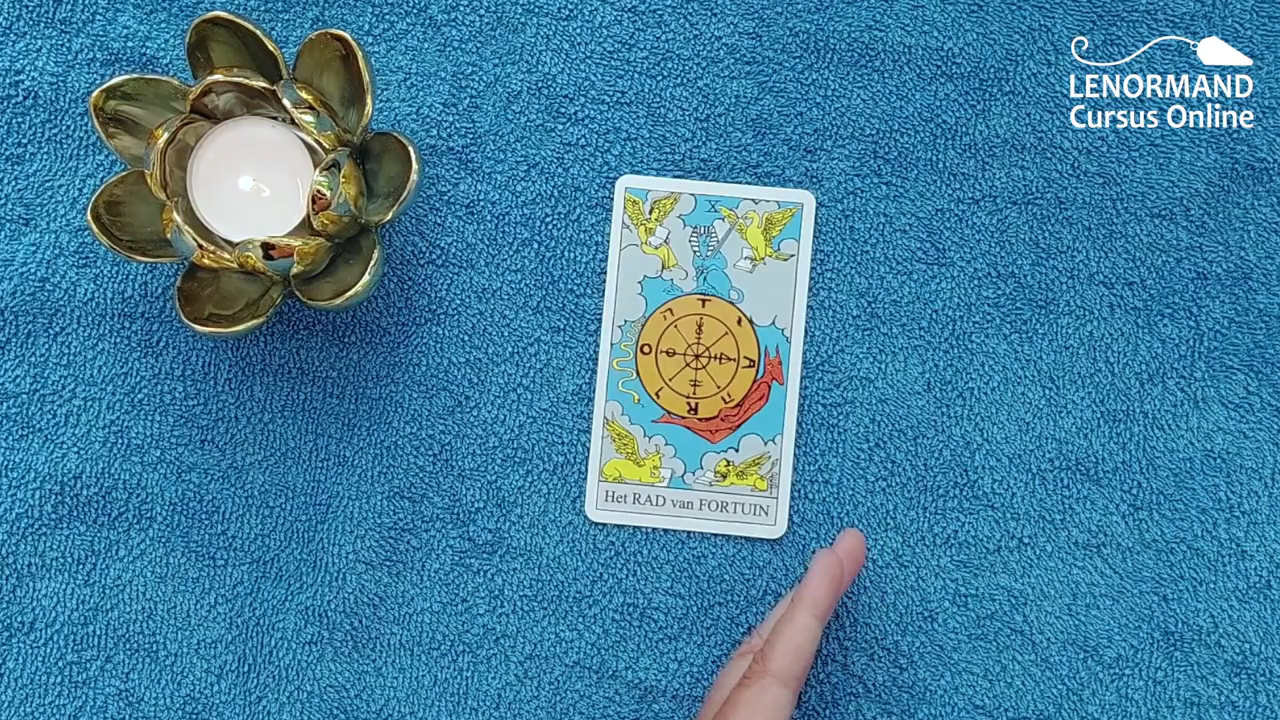 LENORMAND
Cursus Online
X
T
A
R
O
Het RAD van FORTUIN